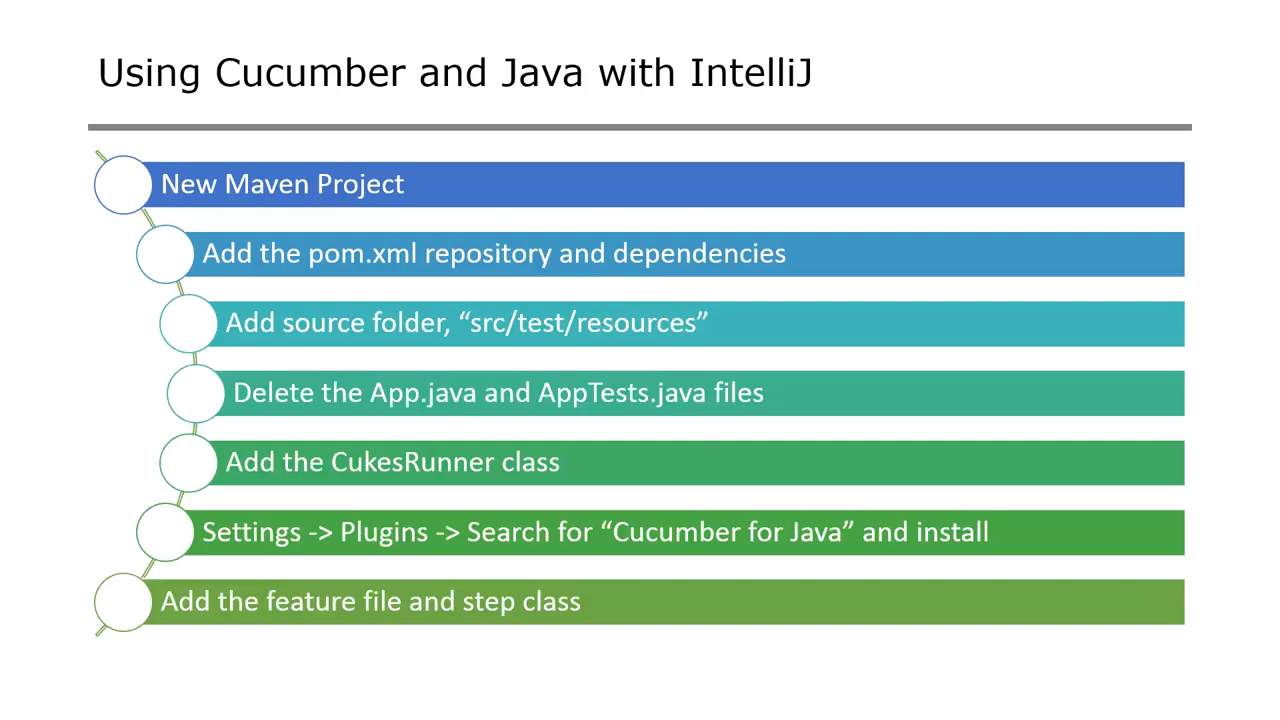 Using Cucumber and Java with IntelliJ
New Maven Project
Add the pom.xml repository and dependencies
Add source folder, “src/test/resources”
Delete the App.java and AppTests.java files
Add the CukesRunner class
Settings -> Plugins -> Search for “Cucumber for Java” and install
Add the feature file and step class